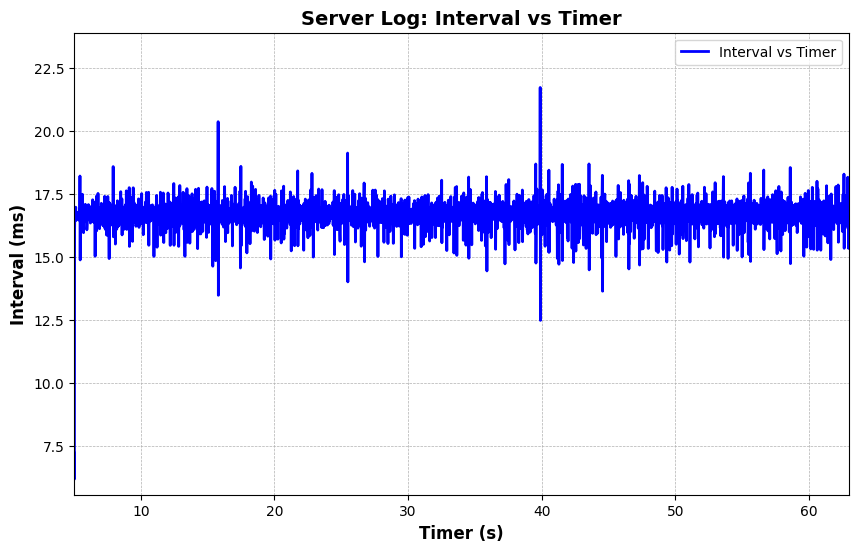 Server Log: Interval vs Timer
Interval vs Timer
22.5
20.0
17.5
15.0
12.5
10.0
7.5
Interval (ms)
10 20 30 40 50 60
Timer (s)